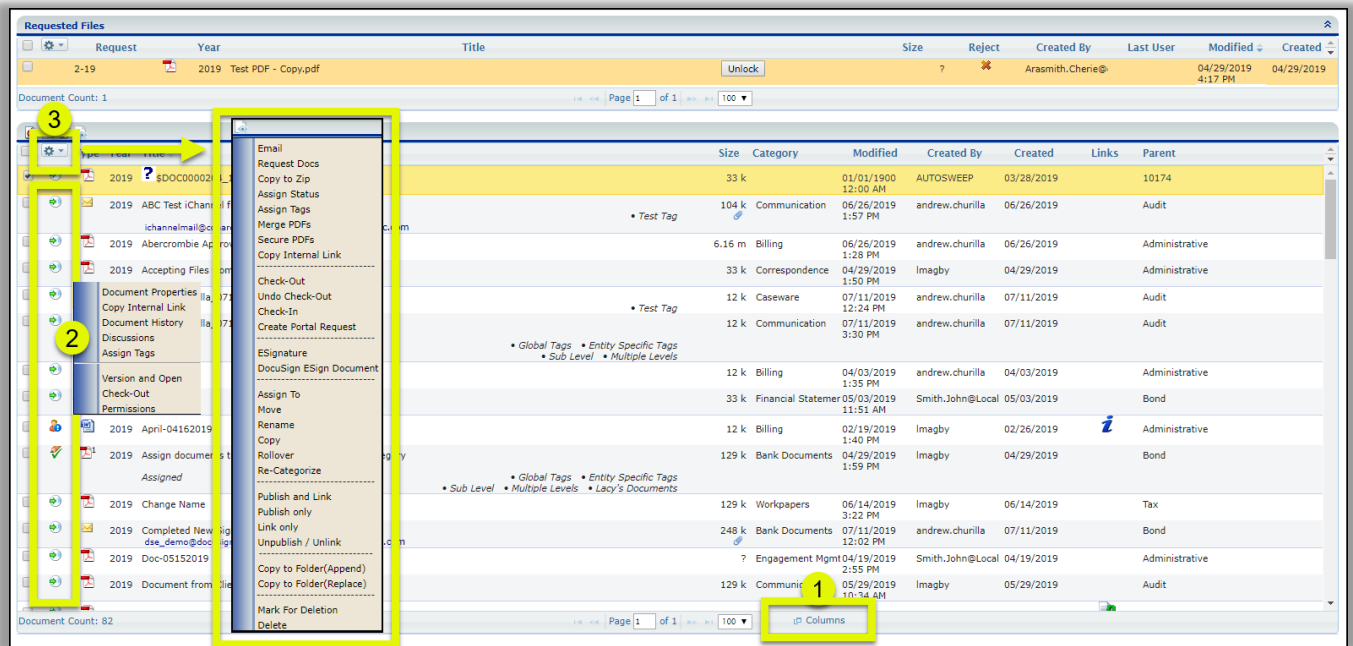 Requested Files
Request Year Title Size Reject Created By Last User Modified Created
2-19 2019 Test PDF - Copy.pdf Unlock ? Arasmith.Cherie@ 04/29/2019 04/29/2019
4:17 PM
Document Count: 1 Page 1 of 1 100
3
Year Title Size Category Modified Created By Created Links Parent
2019 ? $DOC0000204_1 33 k 01/01/1900 AUTOSWEEP 03/28/2019 10174
12:00 AM
2019 ABC Test iChannel f 104 k Communication 06/26/2019 andrew.churilla 06/26/2019 Audit
• Test Tag 1:57 PM
2019 Abercrombie 6.16 m Billing 06/26/2019 andrew.churilla 06/26/2019 Administrative
1:28 PM
2019 Accepting Files 33 k Correspondence 04/29/2019 lmagby 04/29/2019 Administrative
1:50 PM
12 k Caseware 07/11/2019 andrew.churilla 07/11/2019 Audit
• Test Tag 12:24 PM
12 k Communication 07/11/2019 andrew.churilla 07/11/2019 Audit
3:30 PM
• Global Tags • Entity Specific Tags
• Sub Level • Multiple Levels
12 k Billing 04/03/2019 andrew.churilla 04/03/2019 Administrative
1:35 PM
33 k Financial Statemer 05/03/2019 Smith.John@Local 05/03/2019 Bond
11:51 AM
2019 April-04162019 12 k Billing 02/19/2019 lmagby 02/26/2019 Administrative
1:40 PM
2019 Assign documents t egory 129 k Bank Documents 04/29/2019 lmagby 04/29/2019 Bond
1:59 PM
Assigned • Global Tags • Entity Specific Tags
• Sub Level • Multiple Levels • Lacy's Documents
2019 Change Name 129 k Workpapers 06/14/2019 lmagby 06/14/2019 Tax
3:22 PM
2019 Completed New Sig 248 k Bank Documents 07/11/2019 andrew.churilla 07/11/2019 Bond
12:02 PM
2019 Doc-05152019 ? Engagement Mgmt 04/19/2019 Smith.John@Local 04/19/2019 Administrative
2:55 PM
2019 Document from Clie 129 k 05/29/2019 lmagby 05/29/2019 Audit
10:34 AM
Document Count: 82 Page 1 of 1 100 Columns
1
2
Document Properties
Copy Internal Link
Document History
Discussions
Assign Tags
Version and Open
Check-Out
Permissions
Email
Request Docs
Copy to Zip
Assign Status
Assign Tags
Merge PDFs
Secure PDFs
Copy Internal Link
Check-Out
Undo Check-Out
Check-In
Create Portal Request
ESignature
DocuSign ESign Document
Assign To
Move
Rename
Copy
Rollover
Re-Categorize
Publish and Link
Publish only
Link only
Unpublish / Unlink
Copy to Folder(Append)
Copy to Folder(Replace)
Mark For Deletion
Delete